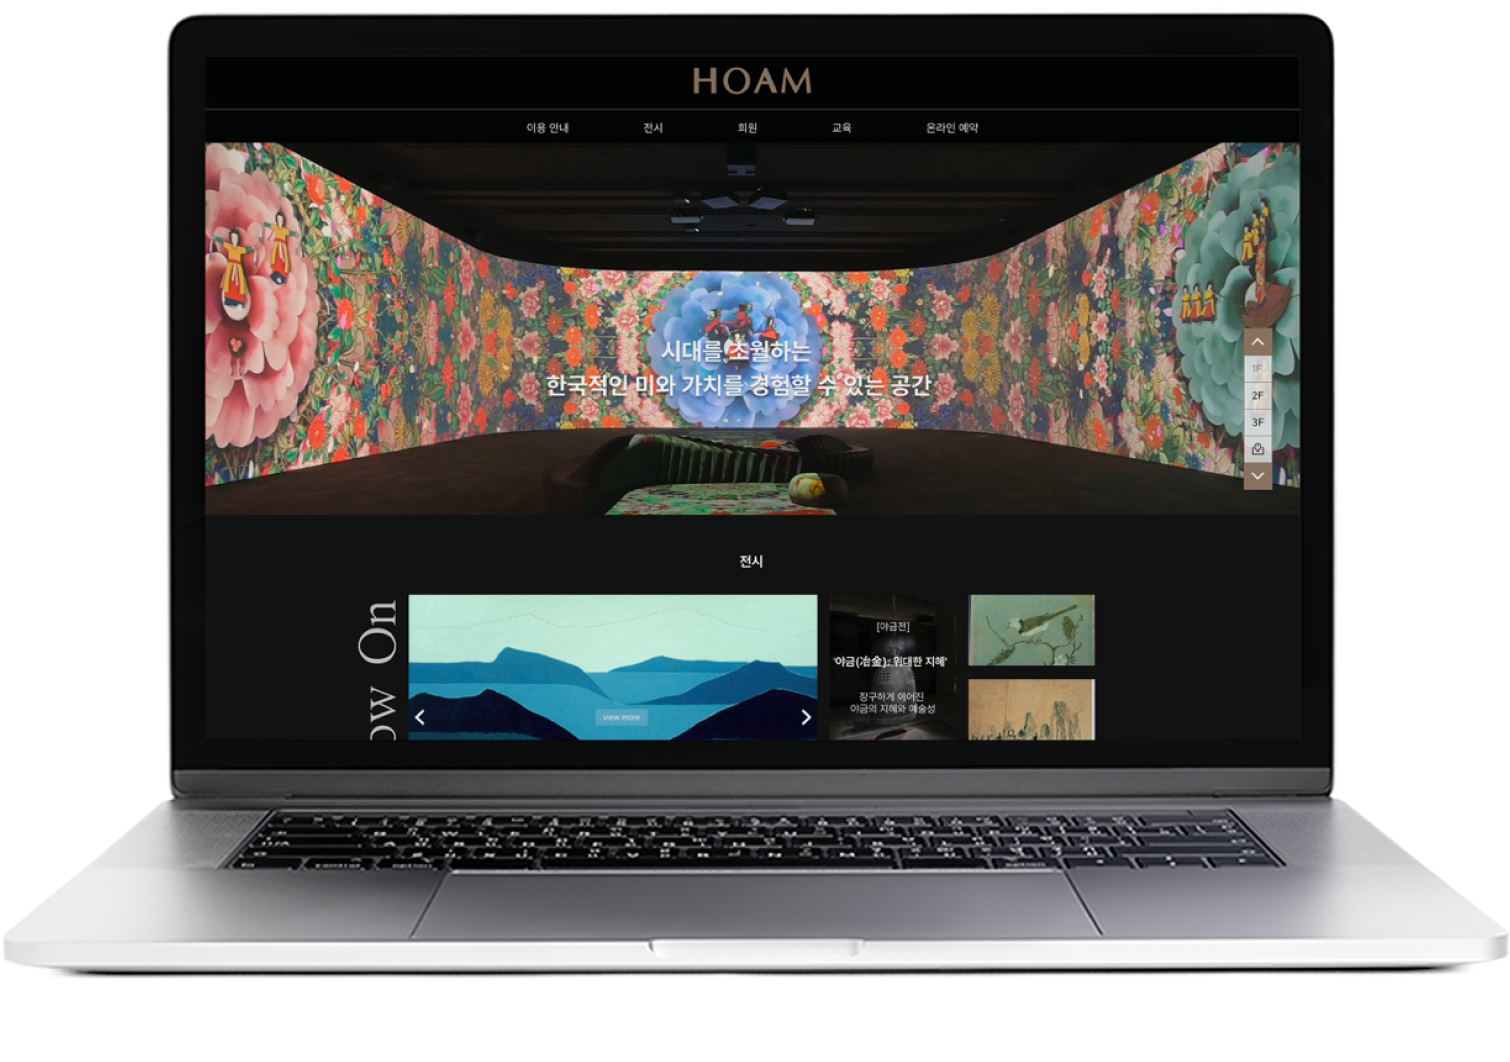 HOAM
이용 안내 전시 회원 교육 온라인 예약
시대를 초월하는
한국적인 미와 가치를 경험할 수 있는 공간
1F
2F
3F
전시
ow On
view more
[야금전]
'야금(冶金): 위대한 지혜'
장구하게 이어진
야금의 지혜와 예술성